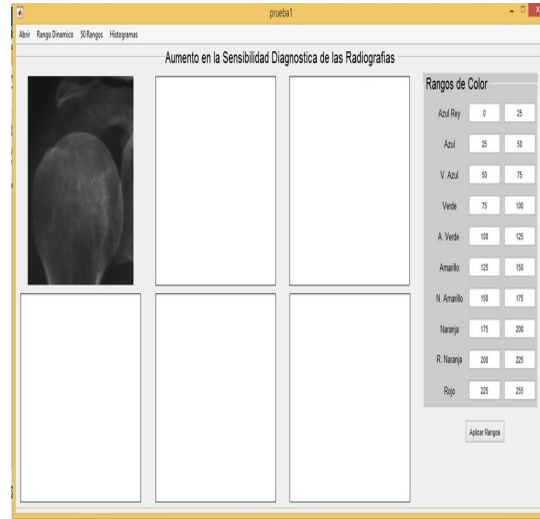 prueba1
Abrir Rango Dinamico 50 Rangos Histogramas
Aumento en la Sensibilidad Diagnostica de las Radiografias
Rangos de Color
Azul Rey 0 25
Azul 25 50
V. Azul 50 75
Verde 75 100
A. Verde 100 125
Amarillo 125 150
N. Amarillo 150 175
Naranja 175 200
R. Naranja 200 225
Rojo 225 255
Aplicar Rangos